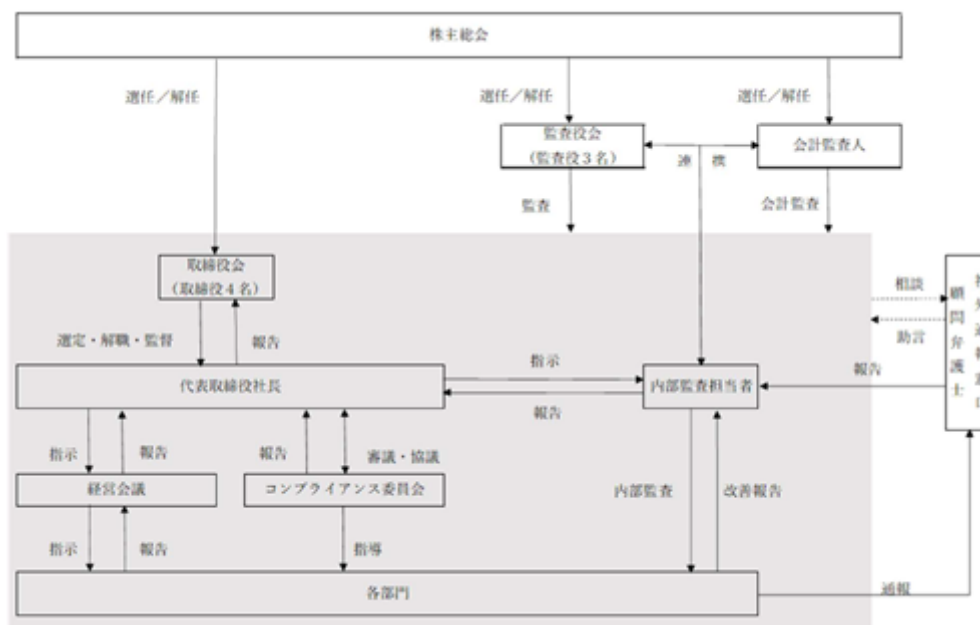 株主総会
選任／解任
選任／解任
選任／解任
監査役会
（監査役３名）
会計監査人
連 携
監査
会計監査
取締役会
（取締役４名）
選定・解職・監督
報告
相談
助言
顧問弁護士
代表取締役社長
指示
報告
内部監査担当者
報告
指示
報告
報告
審議・協議
内部監査
改善報告
経営会議
コンプライアンス委員会
指示
報告
指導
各部門
通報